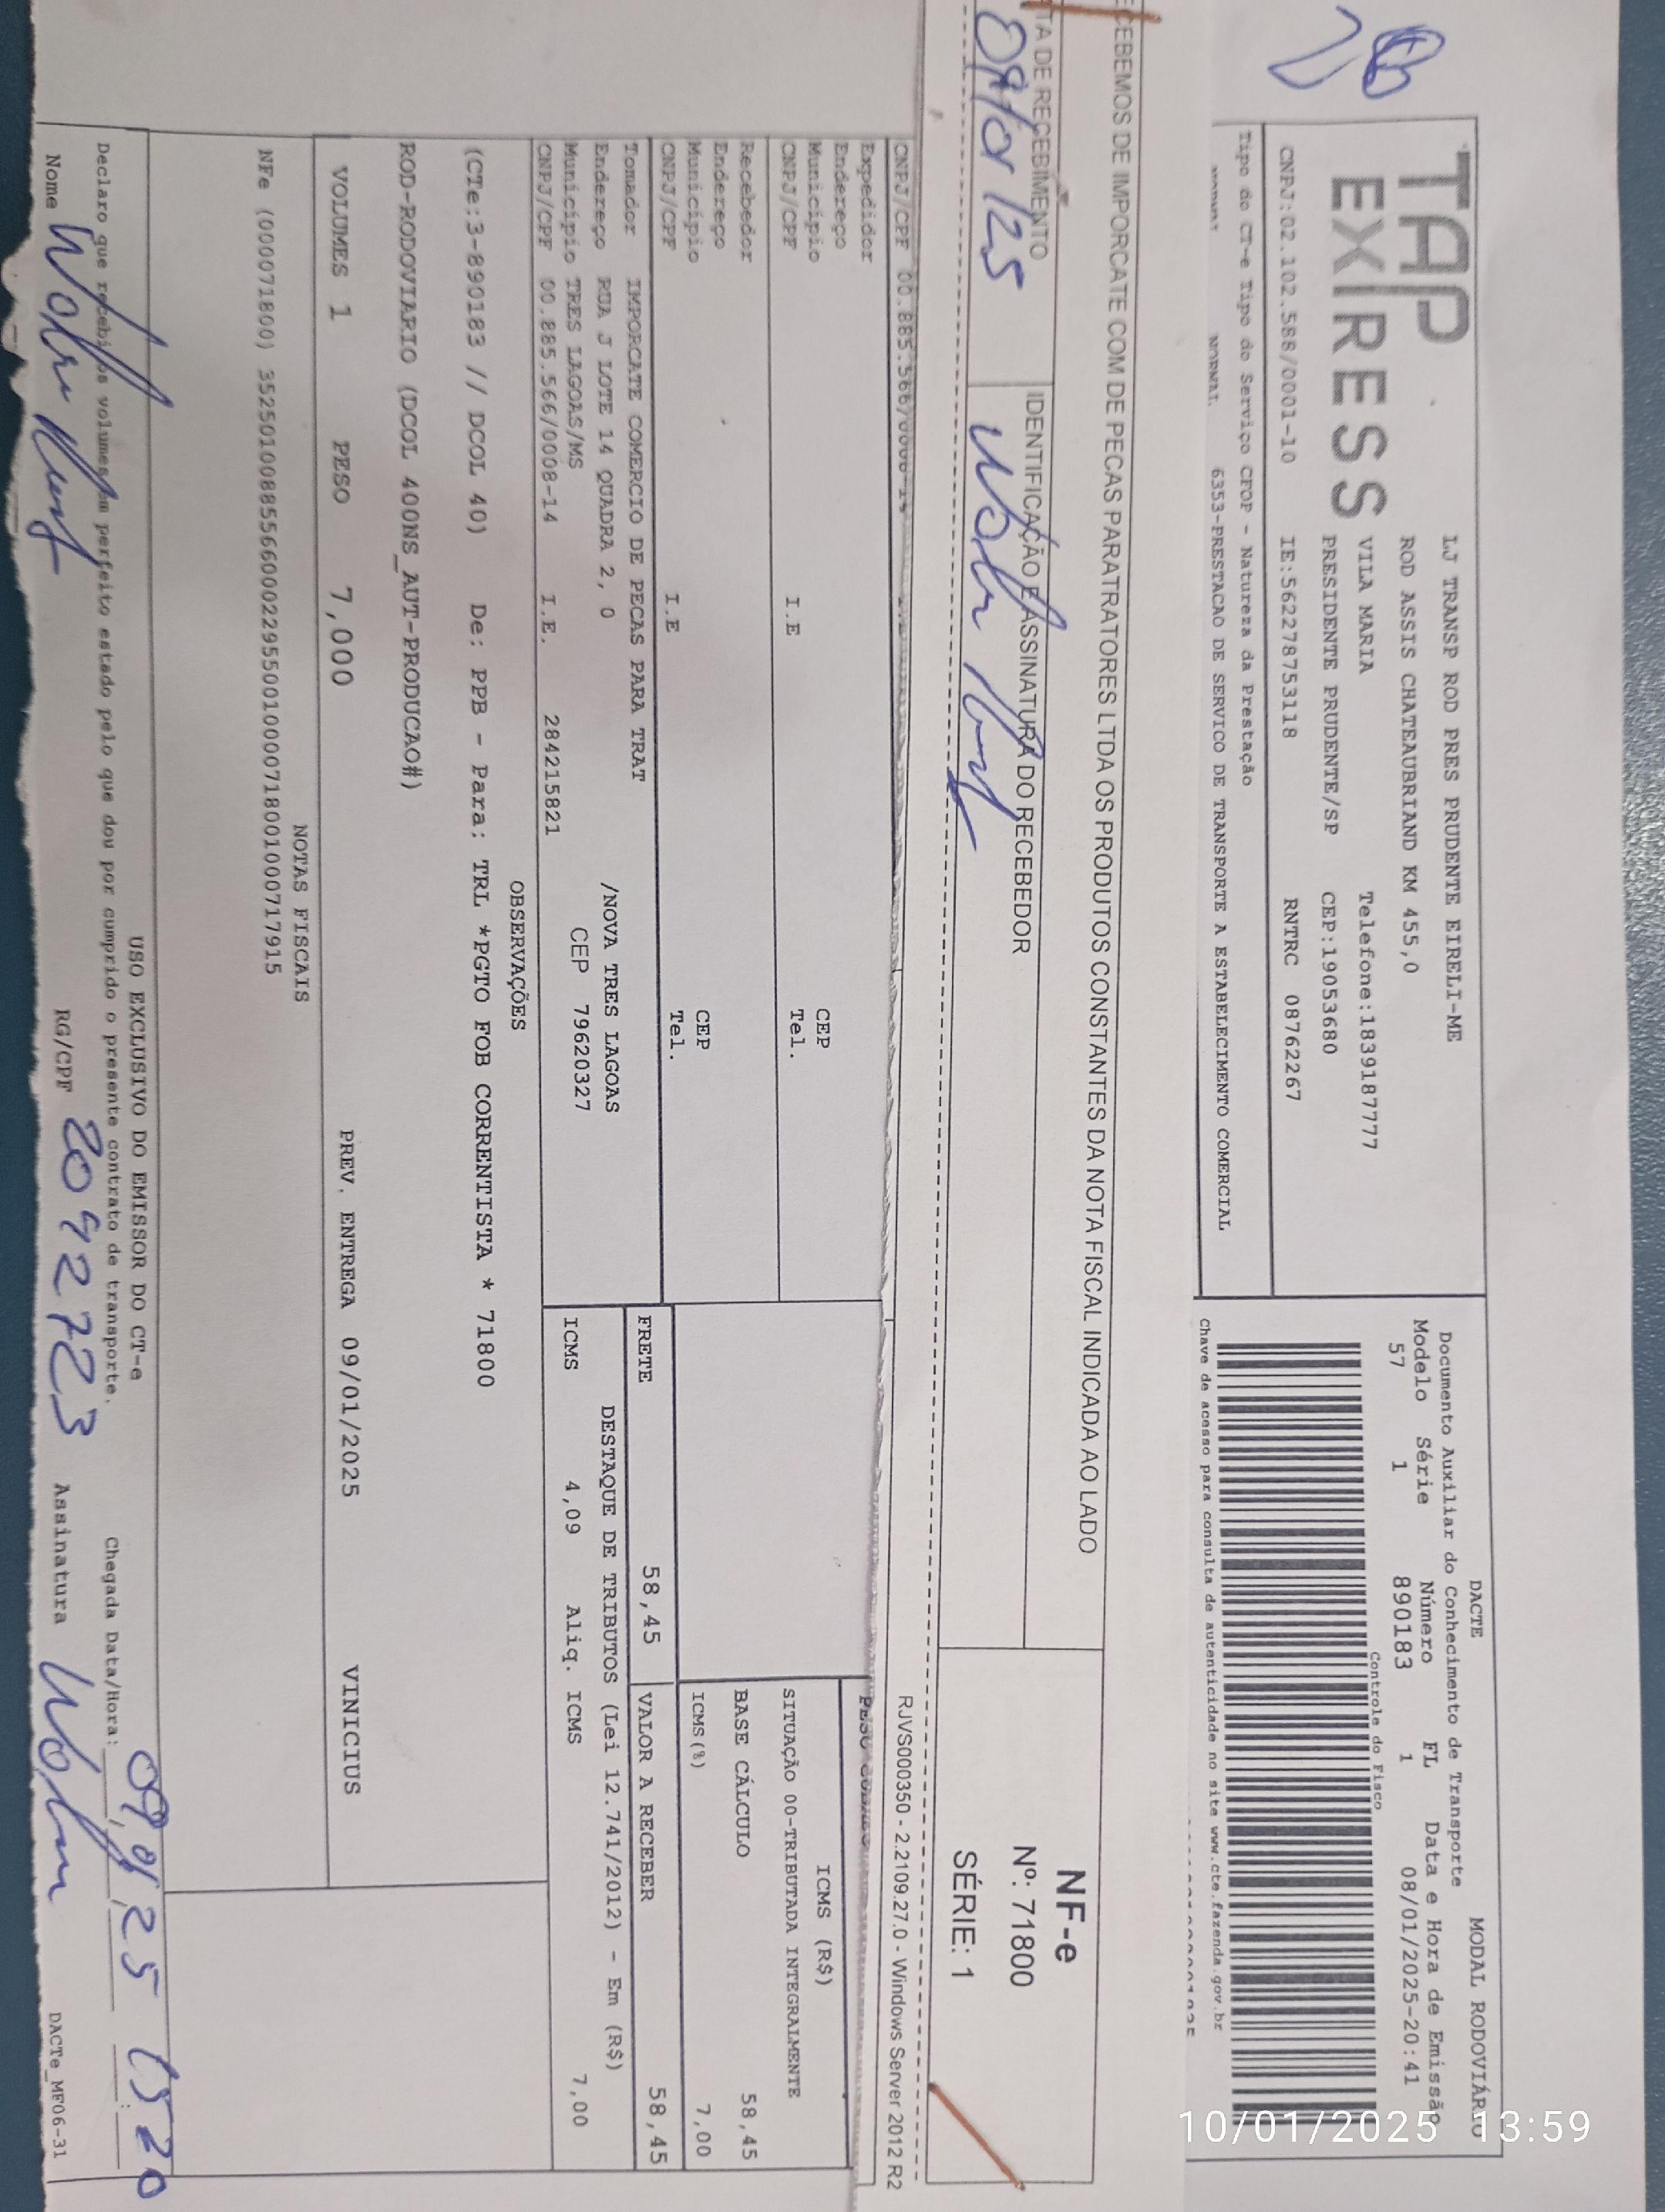 TAP
EXPRESS
LJ TRANSP ROD PRES PRUDENTE EIRELI-ME
ROD ASSIS CHATEAUBRIAND KM 455,0
VILA MARIA Telefone:1839187777
PRESIDENTE PRUDENTE/SP CEP:19053680
CNPJ:02.102.588/0001-10 IE:562278753118 RNTRC 08762267
Tipo do CT-e Tipo do Serviço CFOP - Natureza da Prestação
NORMAL NORMAL 6353-PRESTACAO DE SERVICO DE TRANSPORTE A ESTABELECIMENTO COMERCIAL
DACTE MODAL RODOVIÁRIO
Documento Auxiliar do Conhecimento de Transporte
Modelo Série Número FL Data e Hora de Emissão
57 1 890183 1 08/01/2025-20:41
Controle do Fisco
Chave de acesso para consulta de autenticidade no site www.cte.fazenda.gov.br
ECEBEMOS DE IMPORCATE COM DE PECAS PARATRATORES LTDA OS PRODUTOS CONSTANTES DA NOTA FISCAL INDICADA AO LADO
TA DE RECEBIMENTO IDENTIFICAÇÃO E ASSINATURA DO RECEBEDOR
NF-e
Nº: 71800
SÉRIE: 1
RJVS000350 - 2.2109.27.0 - Windows Server 2012 R2
CNPJ/CPF 00.885.566/0008-14
Expedidor
Endereço
Município CEP
CNPJ/CPF I.E Tel.
Recebedor
Endereço
Município CEP
CNPJ/CPF I.E Tel.
ICMS (R$)
SITUAÇÃO 00-TRIBUTADA INTEGRALMENTE
BASE CÁLCULO 58,45
ICMS(%) 7,00
Tomador IMPORCATE COMERCIO DE PECAS PARA TRAT
Endereço RUA J LOTE 14 QUADRA 2, 0 /NOVA TRES LAGOAS
Município TRES LAGOAS/MS CEP 79620327
CNPJ/CPF 00.885.566/0008-14 I.E. 284215821
FRETE 58,45 VALOR A RECEBER 58,45
DESTAQUE DE TRIBUTOS (Lei 12.741/2012) - Em (R$)
ICMS 4,09 Aliq. ICMS 7,00
OBSERVAÇÕES
(CTe:3-890183 // DCOL 40) De: PPB - Para: TRL *PGTO FOB CORRENTISTA * 71800
ROD-RODOVIARIO (DCOL 400NS_AUT-PRODUCAO#)
VOLUMES 1 PESO 7,000 PREV. ENTREGA 09/01/2025 VINICIUS
NOTAS FISCAIS
NFe (000071800) 35250100885566000229550010000718001000717915
USO EXCLUSIVO DO EMISSOR DO CT-e
Declaro que recebi os volumes em perfeito estado pelo que dou por cumprido o presente contrato de transporte. Chegada Data/Hora: 09/01/25 15:20
Nome RG/CPF 2092723 Assinatura DACTe_MF06-31
10/01/2025 13:59